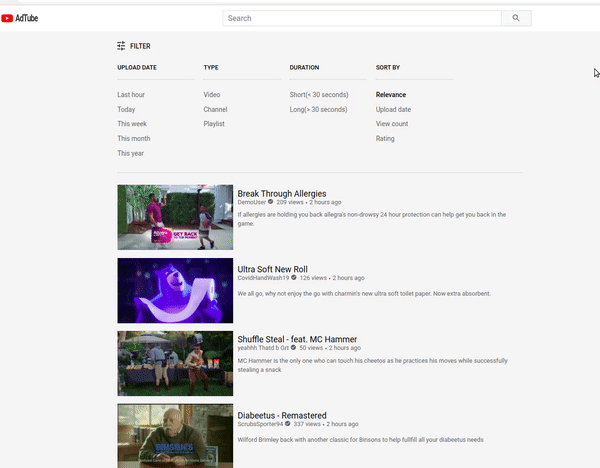 AdTube
Search
FILTER
UPLOAD DATE TYPE DURATION SORT BY
Last hour Video Short(< 30 seconds) Relevance
Today Channel Long(> 30 seconds) Upload date
This week Playlist View count
This month Rating
This year
Break Through Allergies
DemoUser 209 views • 2 hours ago
If allergies are holding you back allegra's non-drowsy 24 hour protection can help get you back in the
game.
GET BACK
Ultra Soft New Roll
CovidHandWash19 126 views • 2 hours ago
We all go, why not enjoy the go with charmin's new ultra soft toilet paper. Now extra absorbent.
Shuffle Steal - feat. MC Hammer
yeahhh Thatd b Grt 50 views • 2 hours ago
MC Hammer is the only one who can touch his cheetos as he practices his moves while successfully
stealing a snack
Diabeetus - Remastered
ScrubsSporter94 337 views • 2 hours ago
Wilford Brimley back with another classic for Binsons to help fullfill all your diabeetus needs
BINSON'S